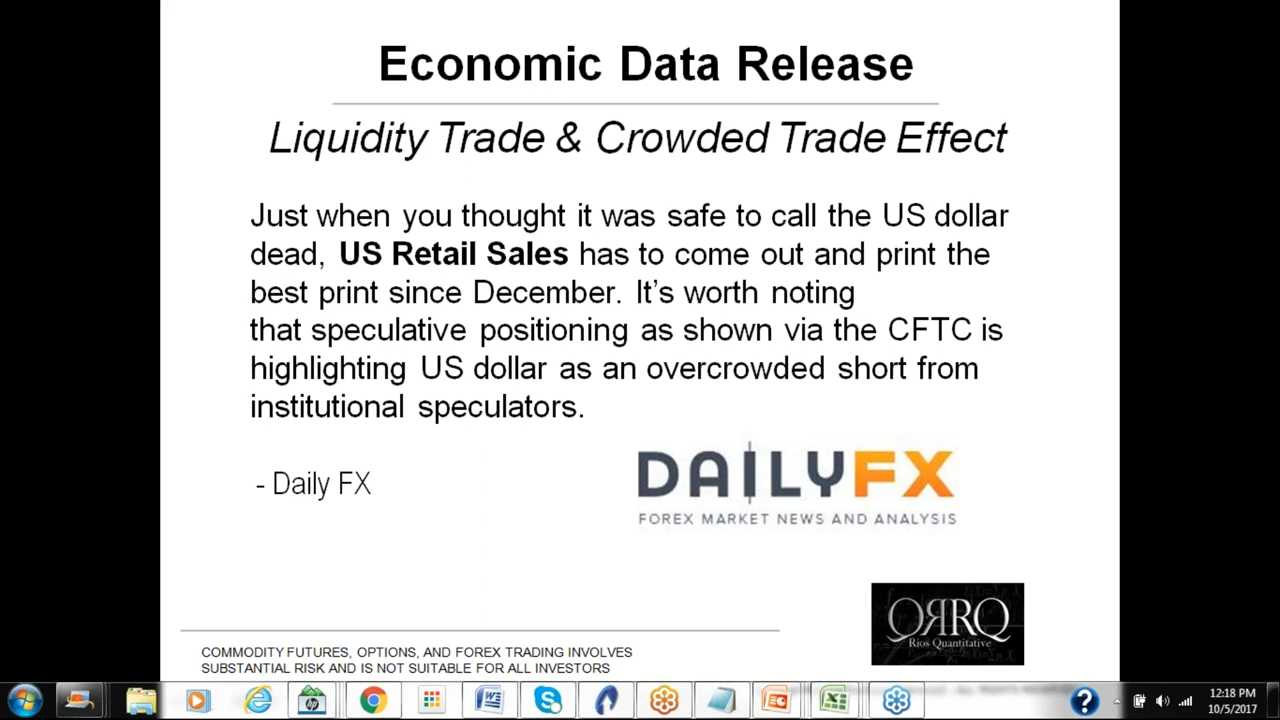 Economic Data Release
Liquidity Trade & Crowded Trade Effect
Just when you thought it was safe to call the US dollar
dead, US Retail Sales has to come out and print the
best print since December. It’s worth noting
that speculative positioning as shown via the CFTC is
highlighting US dollar as an overcrowded short from
institutional speculators.
- Daily FX
DAILYFX
FOREX MARKET NEWS AND ANALYSIS
QRRQ
Rios Quantitative
COMMODITY FUTURES, OPTIONS, AND FOREX TRADING INVOLVES
SUBSTANTIAL RISK AND IS NOT SUITABLE FOR ALL INVESTORS
12:18 PM
10/5/2017